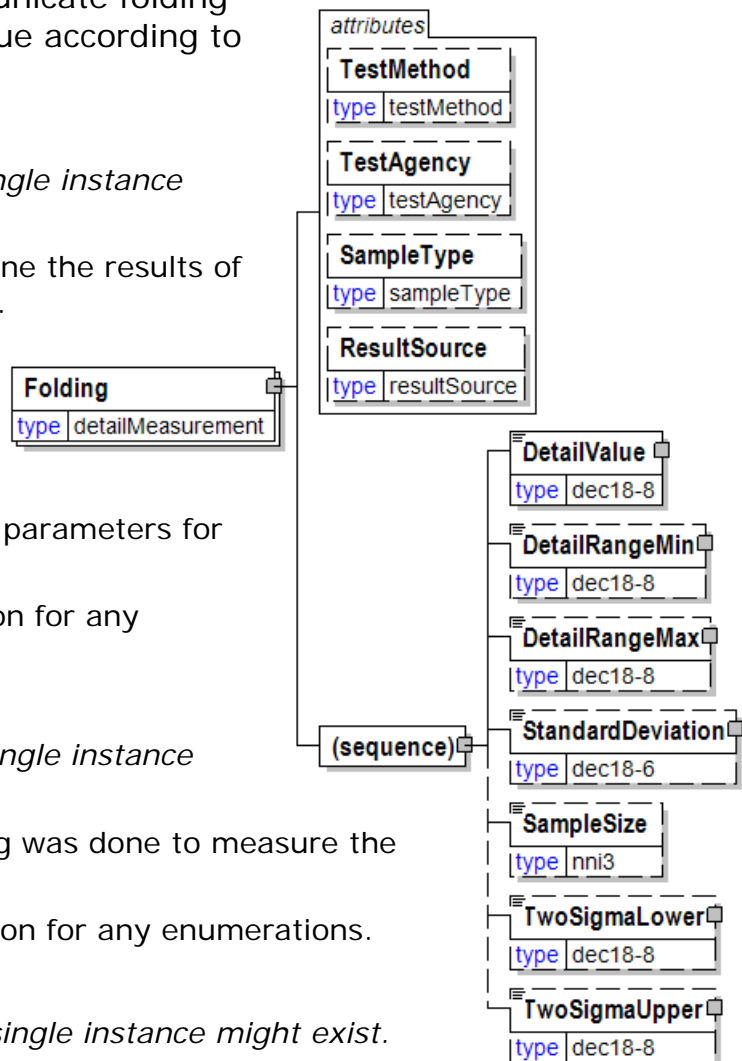 unicate folding
ue according to
ngle instance
ne the results of
.
parameters for
on for any
ngle instance
g was done to measure the
on for any enumerations.
single instance might exist.
Folding
type detailMeasurement
attributes
TestMethod
type testMethod
TestAgency
type testAgency
SampleType
type sampleType
ResultSource
type resultSource
(sequence)
DetailValue
type dec18-8
DetailRangeMin
type dec18-8
DetailRangeMax
type dec18-8
StandardDeviation
type dec18-6
SampleSize
type nni3
TwoSigmaLower
type dec18-8
TwoSigmaUpper
type dec18-8